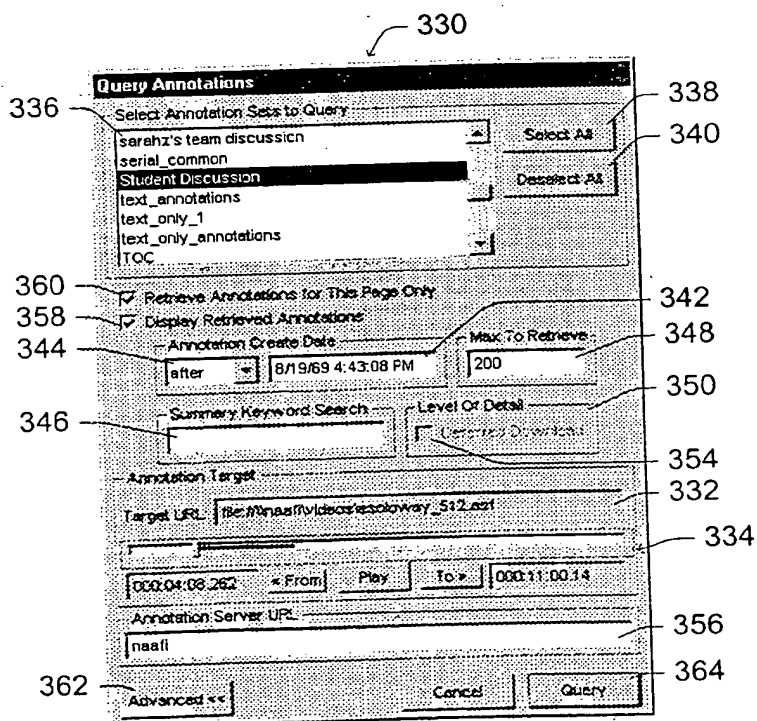 330
Query Annotations
336
Select Annotation Sets to Query
338
sarahz's team discussion
Select All
serial_common
340
Student Discussion
Deselect All
text_annotations
text_only_1
text_only_annotations
TOC
360
Retrieve Annotations for This Page Only
342
358
Display Retrieved Annotations
344
Annotation Create Date
Max To Retrieve
348
after
8/19/69 4:43:08 PM
200
350
346
Summary Keyword Search
Level Of Detail
Deferred Download
354
Annotation Target
332
Target URL
334
000:04:08.262
< From
Play
To >
000:11:00.14
Annotation Server URL
356
naafi
364
362
Advanced <<
Cancel
Query